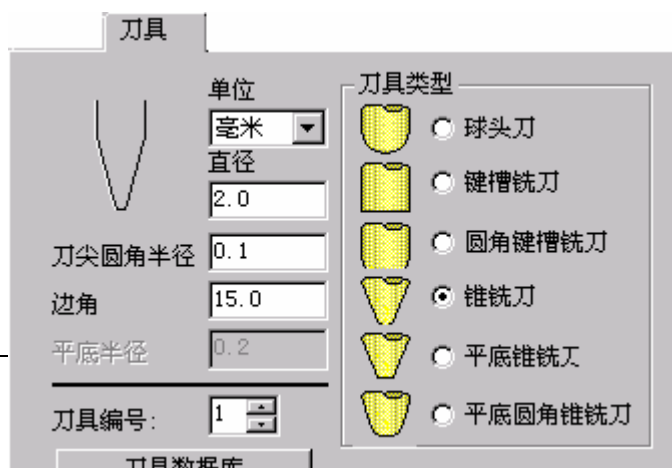 刀具
单位
毫米
直径
2.0
刀尖圆角半径 0.1
边角 15.0
平底半径 0.2
刀具编号: 1
刀具数据库
刀具类型
球头刀
键槽铣刀
圆角键槽铣刀
锥铣刀
平底锥铣刀
平底圆角锥铣刀